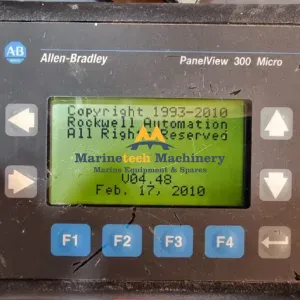 AB
Allen-Bradley
PanelView 300 Micro
Copyright 1993-2010
Rockwell Automation
All Rights Reserved
Marinetech Machinery
Marine Equipment & Spares
V04.48
Feb. 17, 2010
F1
F2
F3
F4